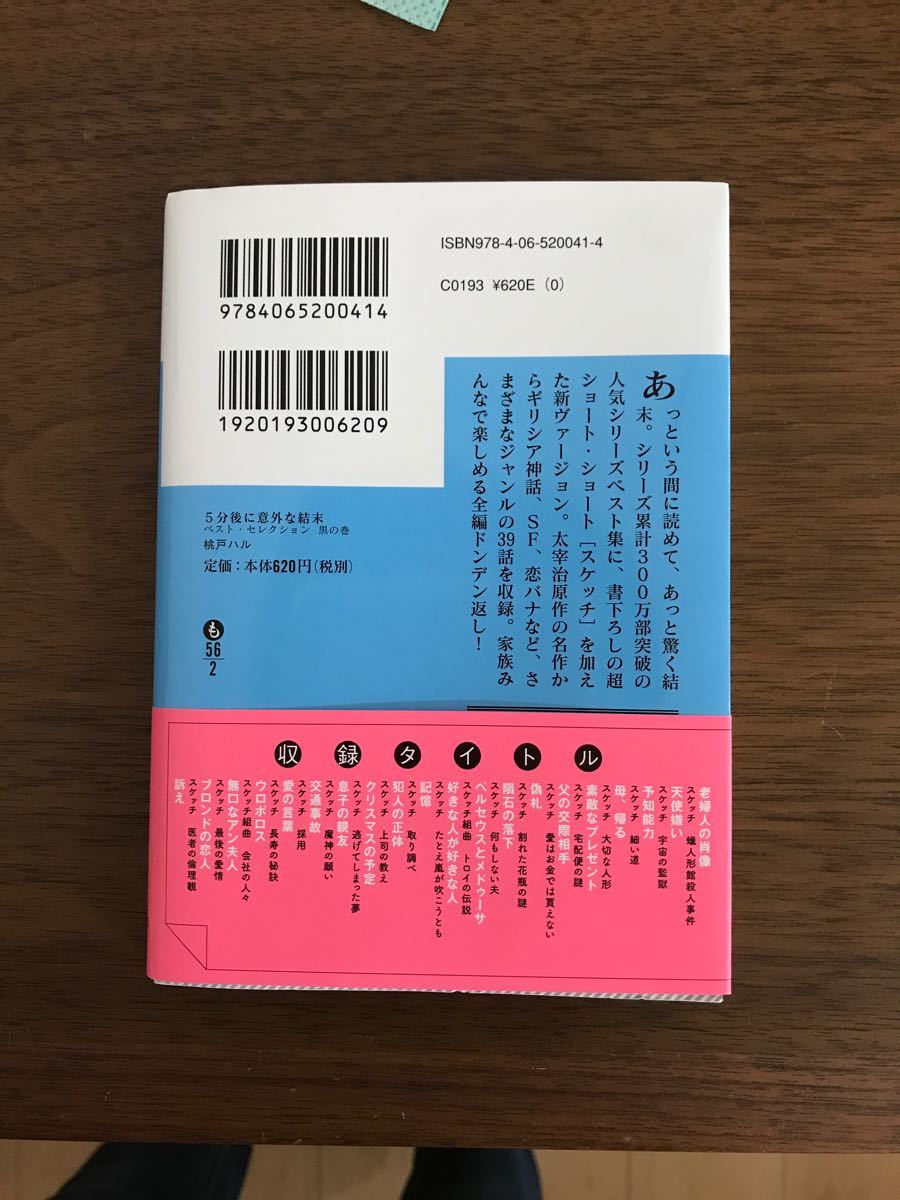 ISBN978-4-06-520041-4
C0193 ¥620E (0)
9784065200414
1920193006209
あっという間に読めて、あっと驚く結
末。シリーズ累計300万部突破の
人気シリーズベスト集に、書下ろしの超
ショート・ショート[スケッチ]を加え
た新ヴァージョン。太宰治原作の名作か
らギリシア神話、SF、恋バナなど、さ
まざまなジャンルの39話を収録。家族み
んなで楽しめる全編ドンデン返し!
5分後に意外な結末
ベスト・セレクション 黒の巻
桃戸ハル
定価:本体620円(税別)
も
56
2
収録タイトル
老婦人の肖像
スケッチ 蠟人形館殺人事件
天使嫌い
スケッチ 宇宙の監獄
予知能力
スケッチ 細い道
母、帰る
スケッチ 大切な人形
素敵なプレゼント
スケッチ 宅配便の謎
父の交際相手
スケッチ 愛はお金では買えない
偽札
スケッチ 割れた花瓶の謎
隕石の落下
スケッチ 何もしない夫
ペルセウスとメドゥーサ
スケッチ組曲 トロイの伝説
好きな人が好きな人
スケッチ たとえ嵐が吹こうとも
記憶
スケッチ 取り調べ
犯人の正体
スケッチ 上司の教え
クリスマスの予定
スケッチ 逃げてしまった夢
息子の親友
スケッチ 魔神の願い
交通事故
スケッチ 採用
愛の言葉
スケッチ 長寿の秘訣
ウロボロス
スケッチ組曲 会社の人々
無口なアン夫人
スケッチ 最後の愛情
ブロンドの恋人
スケッチ 医者の倫理観
訴え